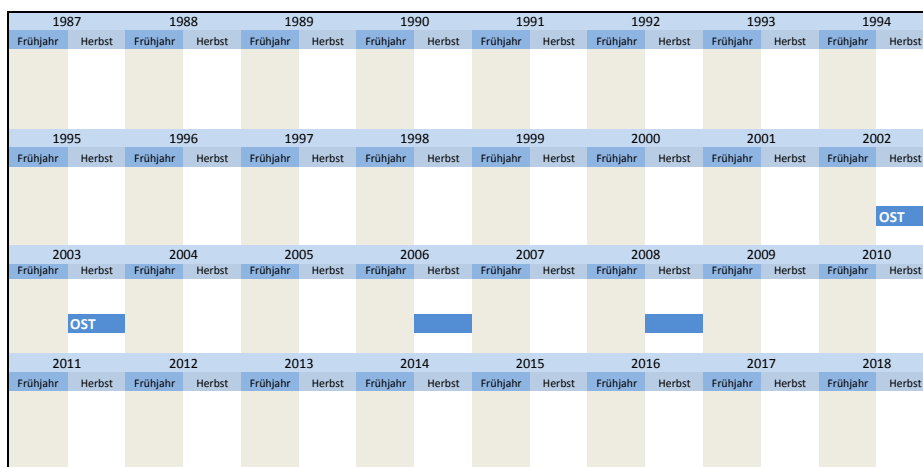 1987 1988 1989 1990 1991 1992 1993 1994
Frühjahr Herbst Frühjahr Herbst Frühjahr Herbst Frühjahr Herbst Frühjahr Herbst Frühjahr Herbst Frühjahr Herbst Frühjahr Herbst
1995 1996 1997 1998 1999 2000 2001 2002
Frühjahr Herbst Frühjahr Herbst Frühjahr Herbst Frühjahr Herbst Frühjahr Herbst Frühjahr Herbst Frühjahr Herbst Frühjahr Herbst
OST
2003 2004 2005 2006 2007 2008 2009 2010
Frühjahr Herbst Frühjahr Herbst Frühjahr Herbst Frühjahr Herbst Frühjahr Herbst Frühjahr Herbst Frühjahr Herbst Frühjahr Herbst
OST
2011 2012 2013 2014 2015 2016 2017 2018
Frühjahr Herbst Frühjahr Herbst Frühjahr Herbst Frühjahr Herbst Frühjahr Herbst Frühjahr Herbst Frühjahr Herbst Frühjahr Herbst